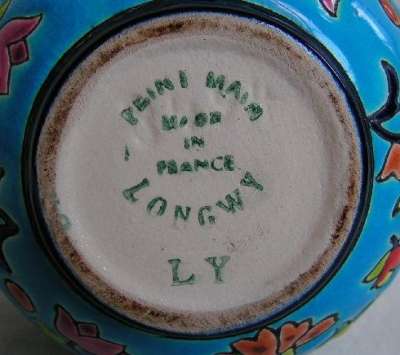 PEINT MAIN
MADE
IN
FRANCE
LONGWY
LY